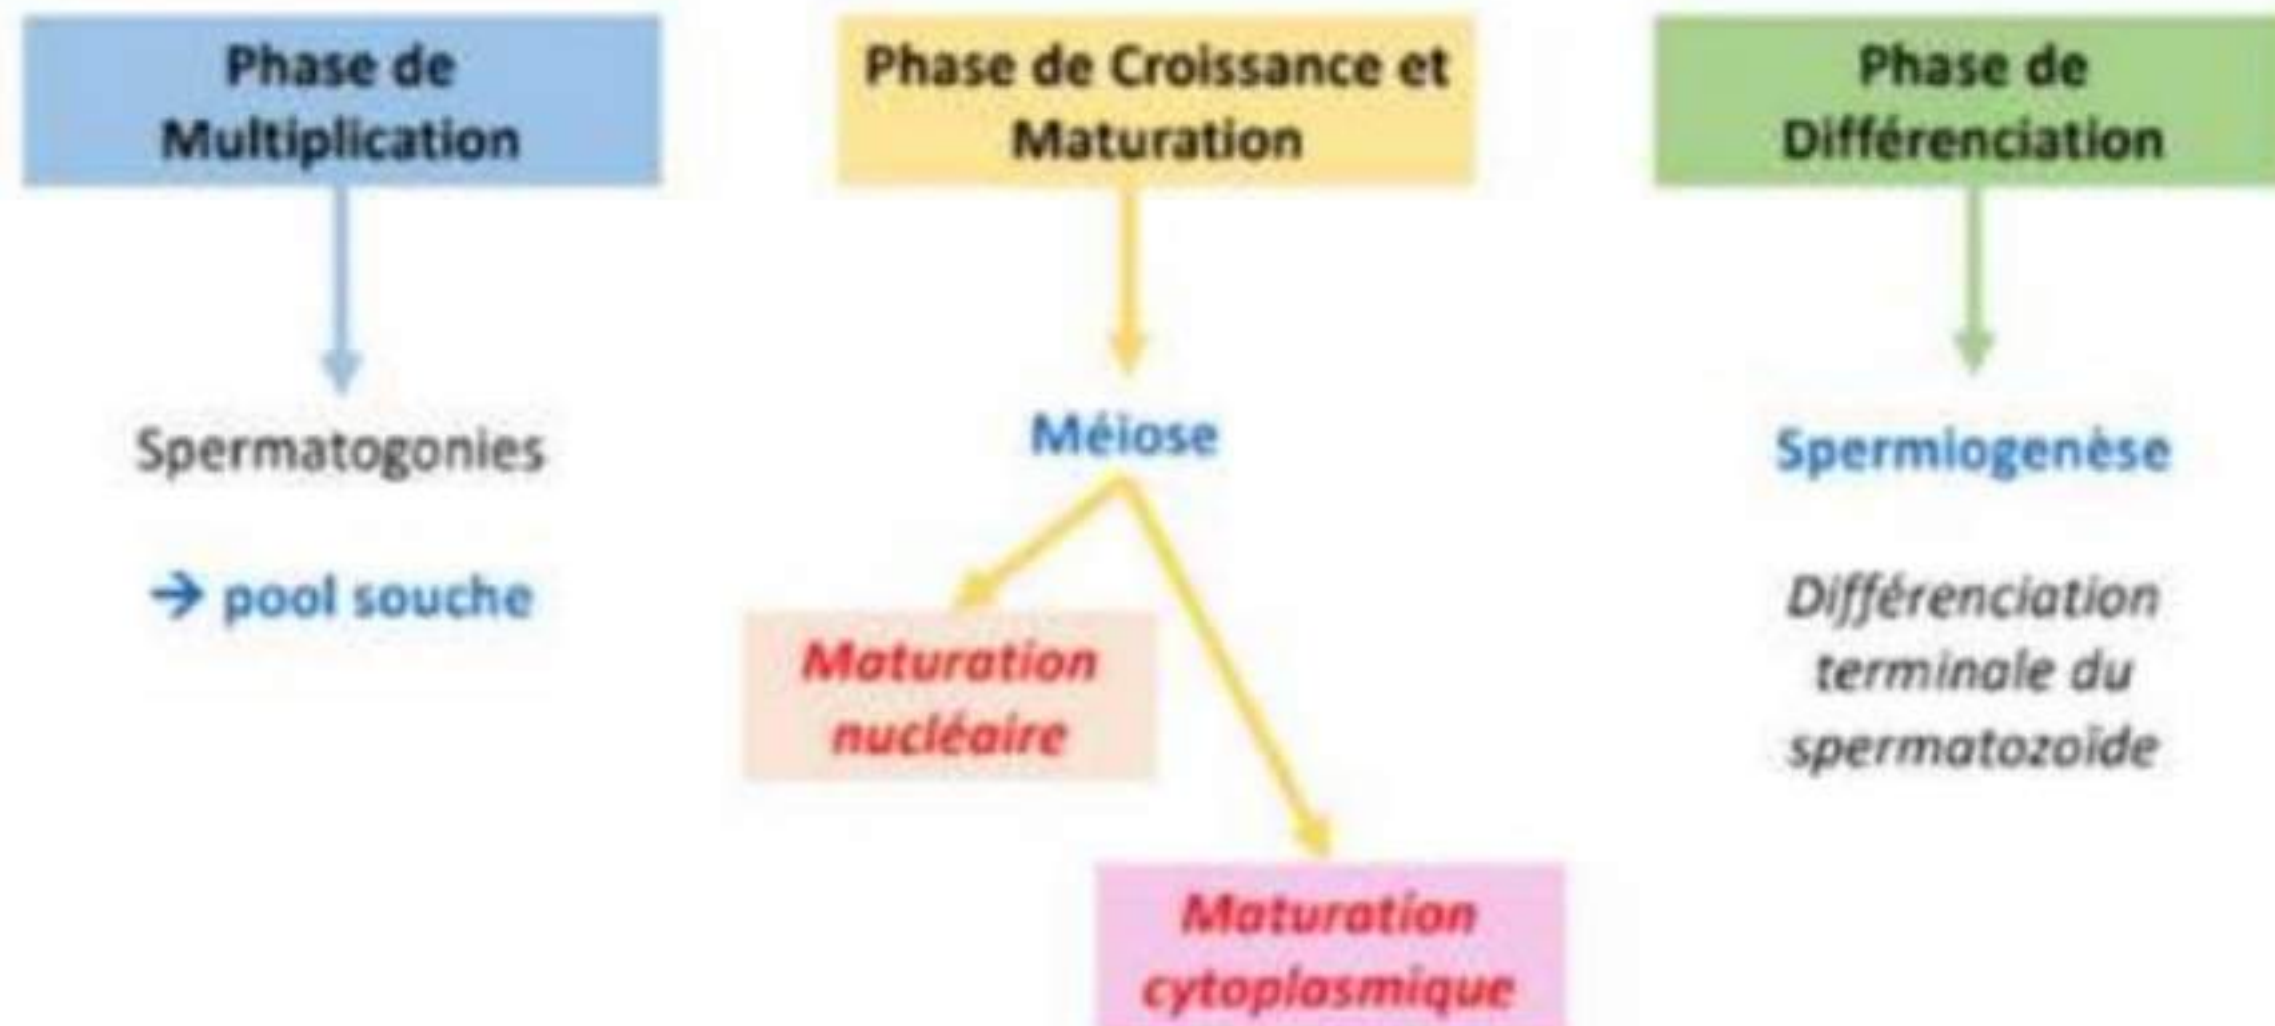 Phase de
Multiplication
Spermatogonies
→ pool souche
Phase de Croissance et
Maturation
Méiose
Maturation
nucléaire
Maturation
cytoplasmique
Phase de
Différenciation
Spermiogenèse
Différenciation
terminale du
spermatozoïde